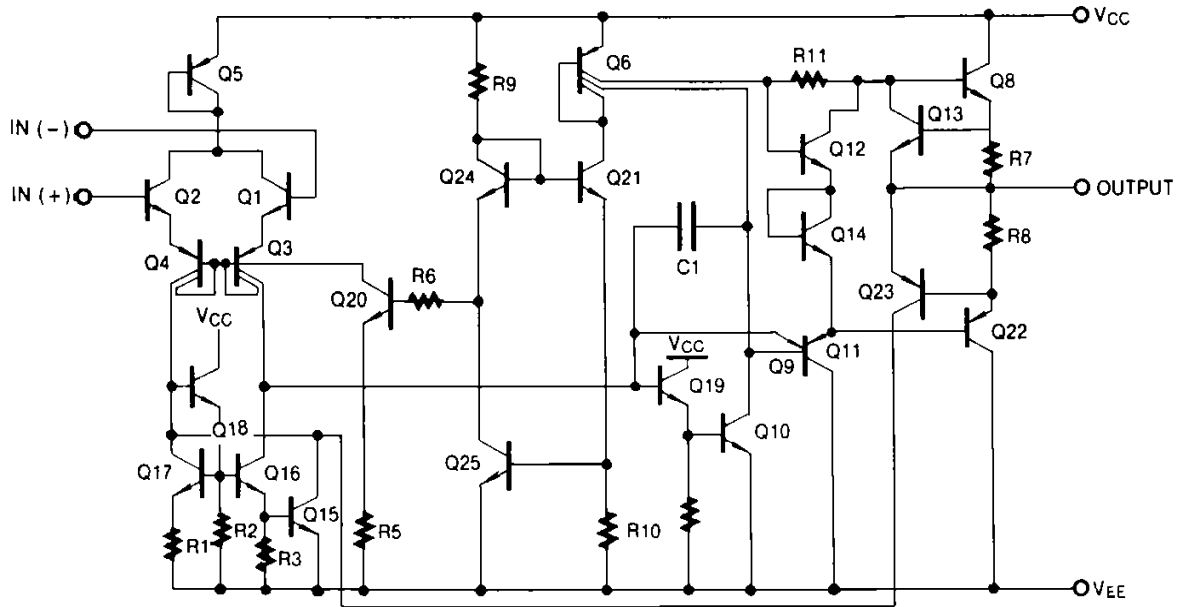 VCC
Q5
Q6
R11
Q8
R9
Q13
IN (−)
Q12
R7
Q2
Q1
Q24
Q21
IN (+)
OUTPUT
Q14
R8
Q4
Q3
C1
R6
Q20
Q23
VCC
Q22
VCC
Q9
Q11
Q19
Q18
Q10
Q17
Q16
Q25
Q15
R1
R2
R3
R5
R10
VEE